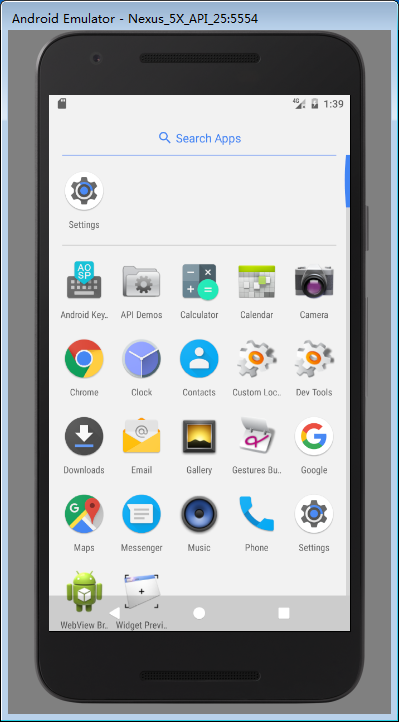 Android Emulator - Nexus_5X_API_25:5554
4G 1:39
Search Apps
Settings
AO
SP
Android Key.. API Demos Calculator Calendar Camera
Chrome Clock Contacts Custom Loc.. Dev Tools
Downloads Email Gallery Gestures Bu.. Google
Maps Messenger Music Phone Settings
WebView Br.. Widget Previ..